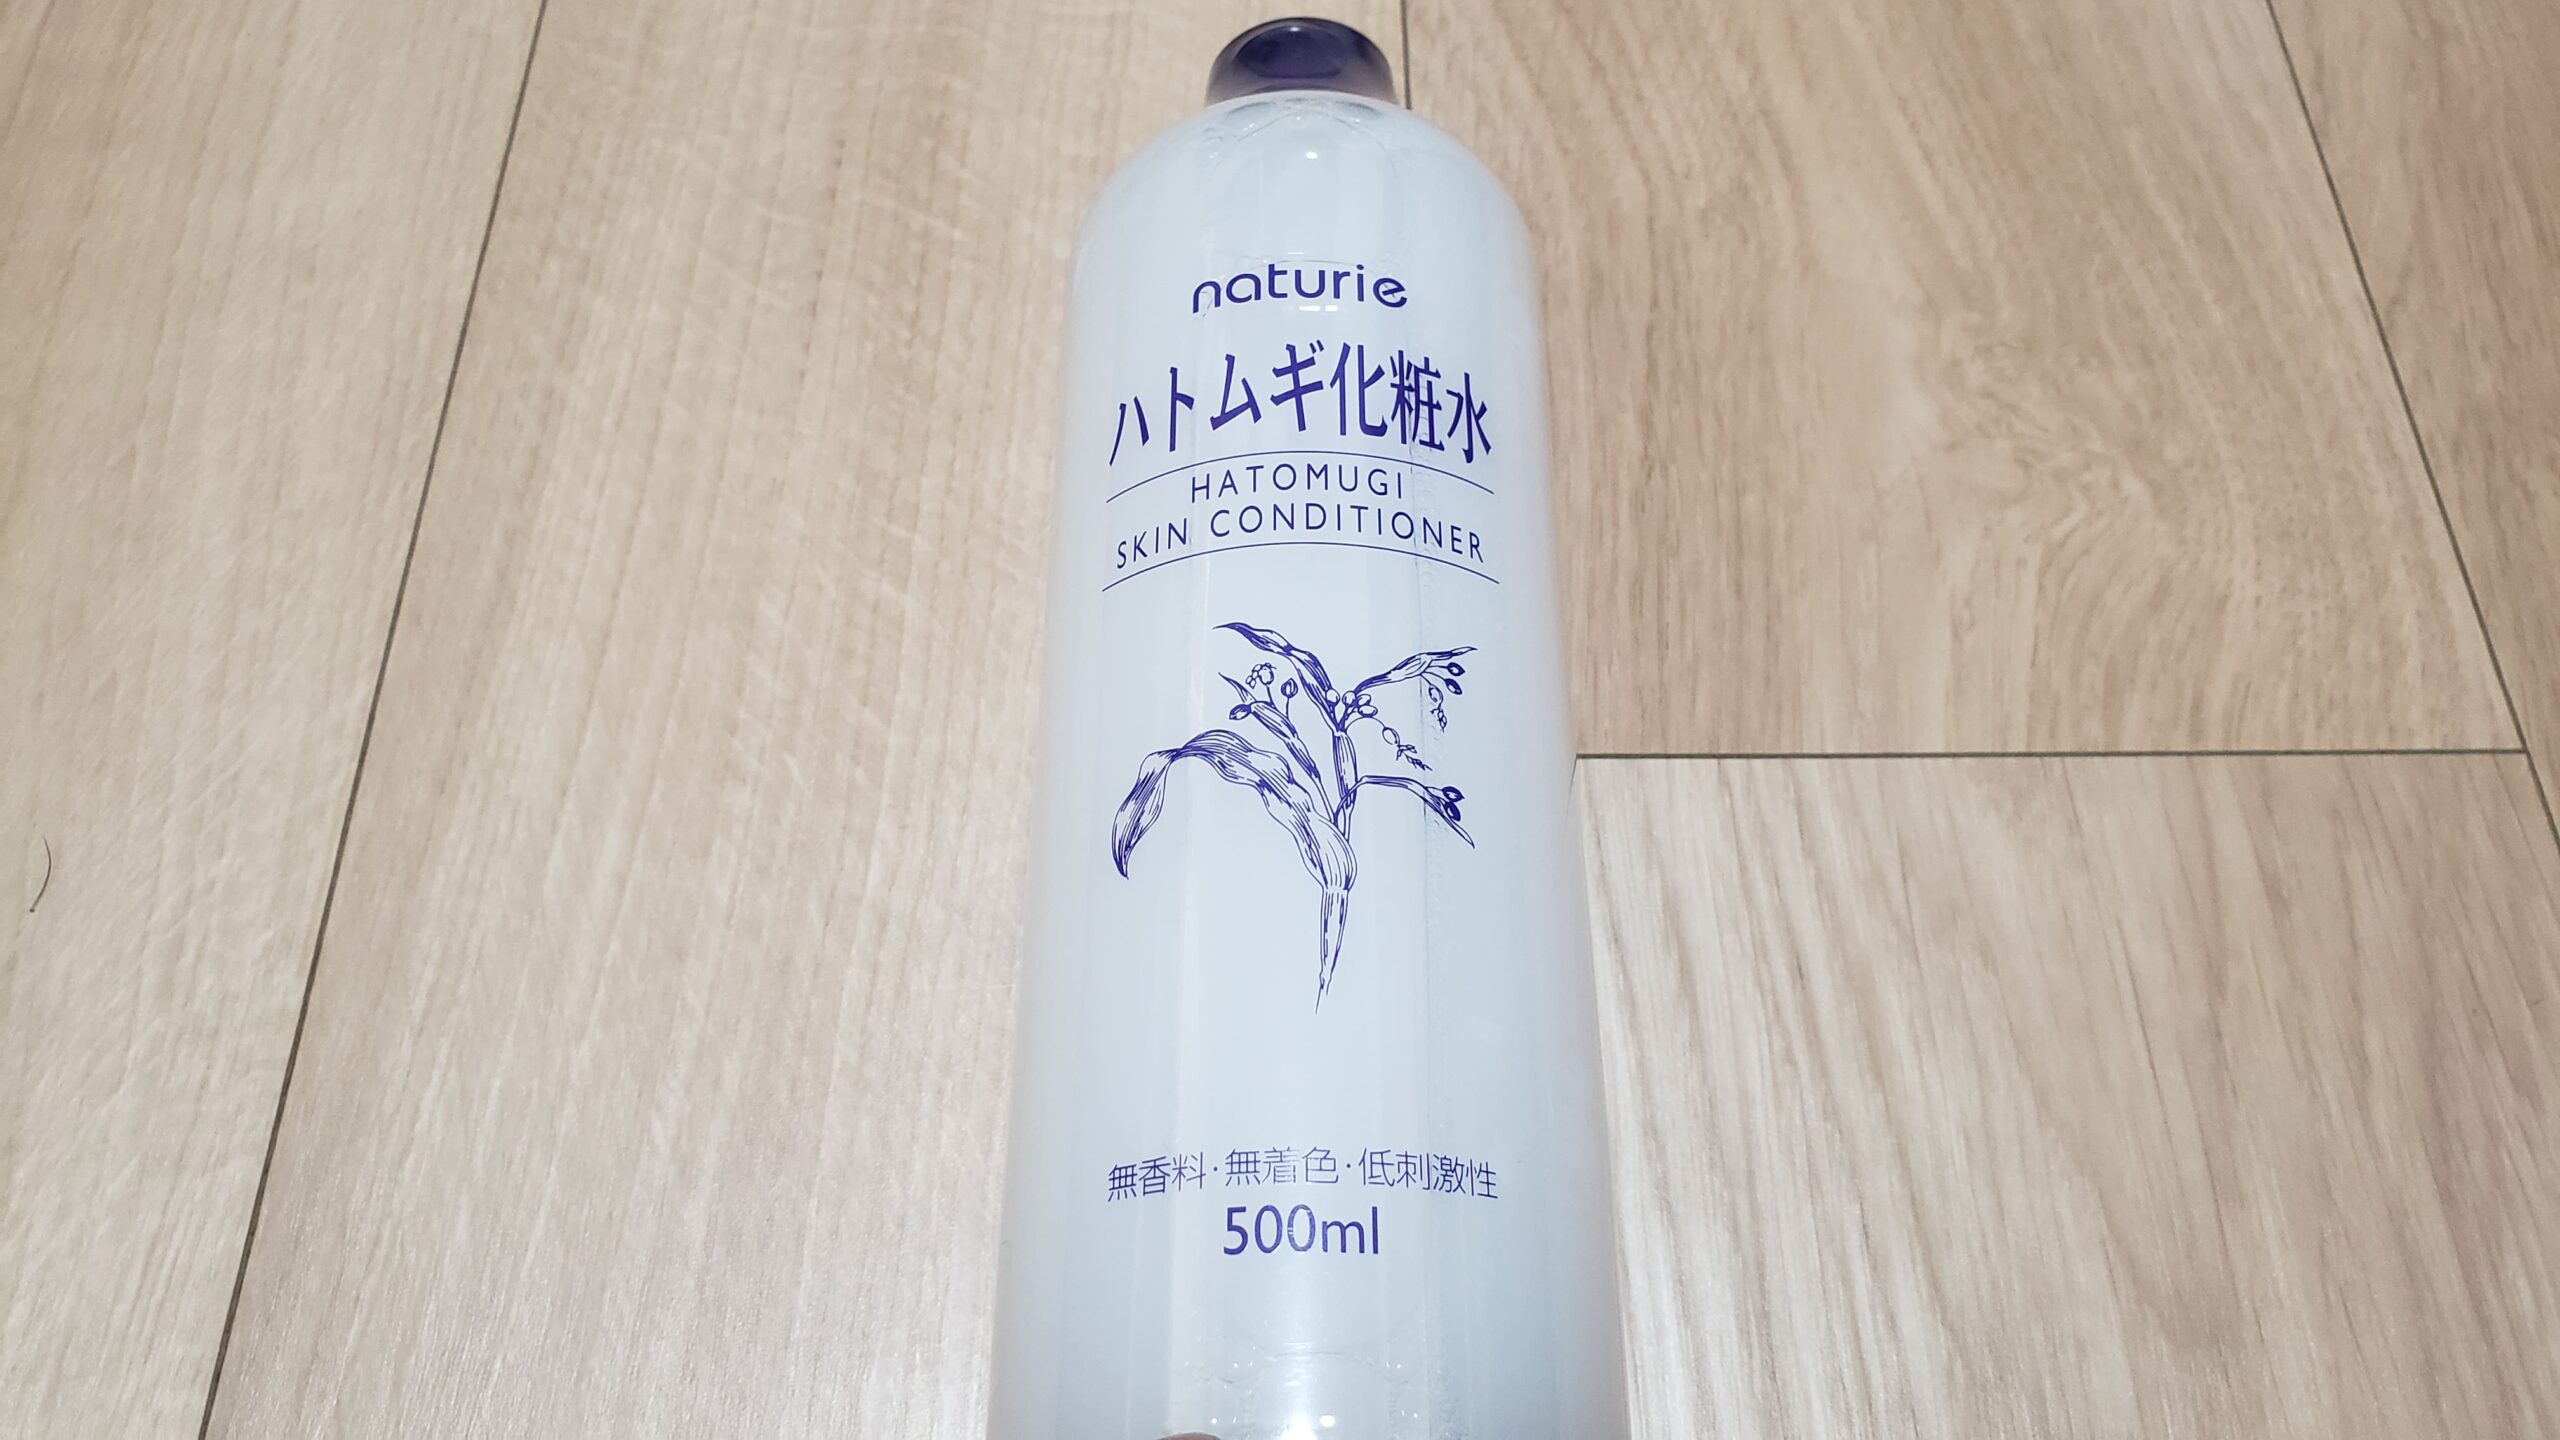 naturie
ハトムギ化粧水
HATOMUGI
SKIN CONDITIONER
無香料·無着色·低刺激性
500ml